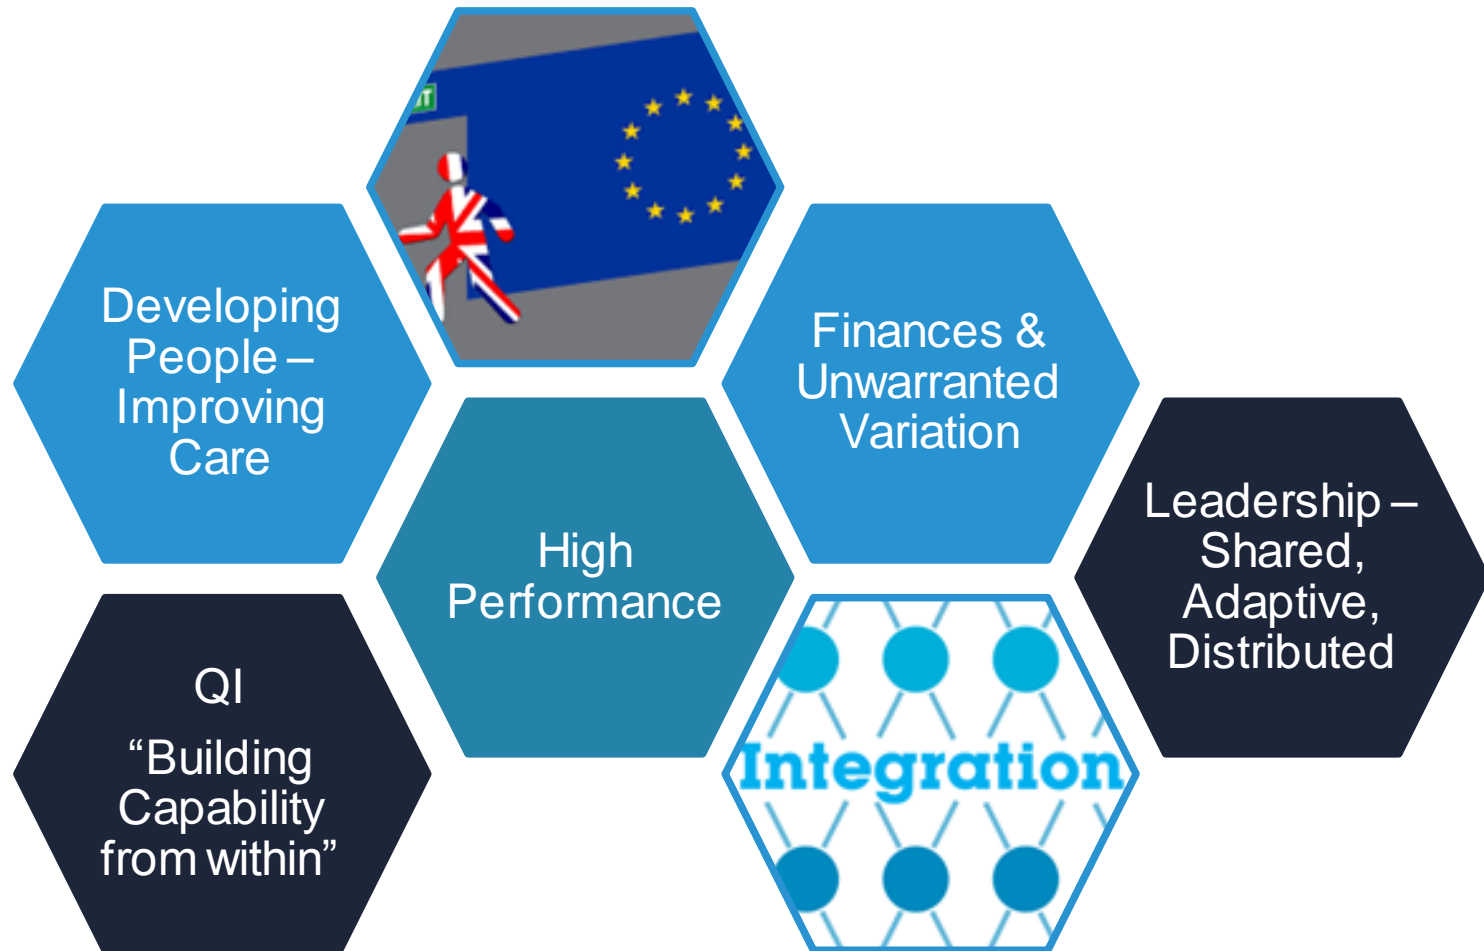 Developing
People –
Improving
Care
Finances &
Unwarranted
Variation
High
Performance
Leadership –
Shared,
Adaptive,
Distributed
QI
“Building
Capability
from within”
Integration